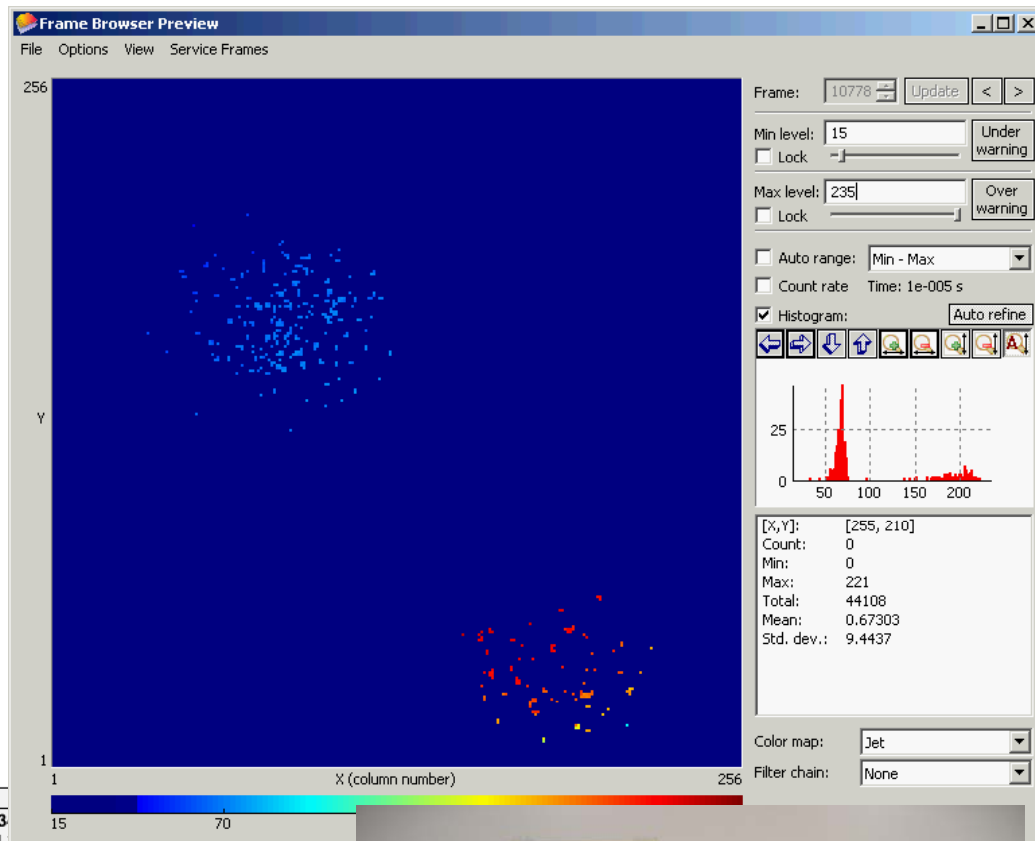 Frame Browser Preview
File Options View Service Frames
256
Y
1
1 X (column number) 256
15 70
Frame: 10778 Update < >
Min level: 15 Under warning
Lock
Max level: 235 Over warning
Lock
Auto range: Min - Max
Count rate Time: 1e-005 s
Histogram: Auto refine
A
25
0
50 100 150 200
[X,Y]: [255, 210]
Count: 0
Min: 0
Max: 221
Total: 44108
Mean: 0.67303
Std. dev.: 9.4437
Color map: Jet
Filter chain: None